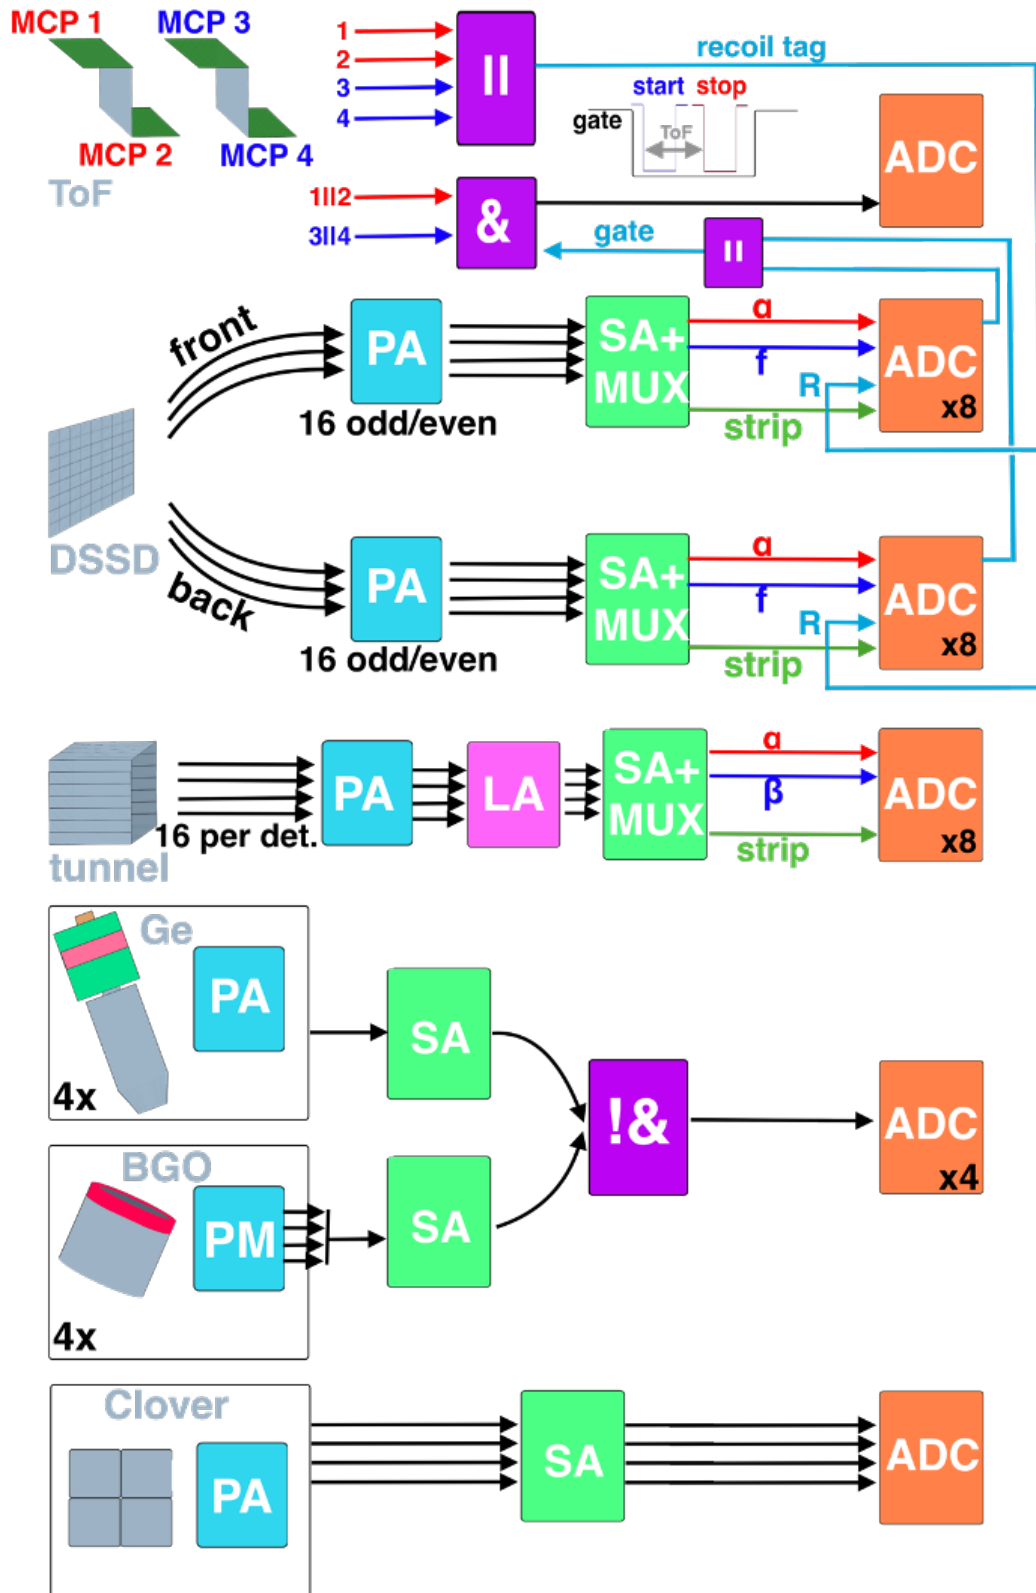 MCP 1
MCP 3
MCP 2
MCP 4
ToF
1
2
3
4
||
recoil tag
start
stop
gate
ToF
ADC
1||2
3||4
&
gate
||
front
PA
16 odd/even
SA+
MUX
α
f
R
strip
ADC
x8
DSSD
back
PA
16 odd/even
SA+
MUX
α
f
R
strip
ADC
x8
tunnel
16 per det.
PA
LA
SA+
MUX
α
β
strip
ADC
x8
Ge
PA
4x
SA
!&
ADC
x4
BGO
PM
4x
SA
Clover
PA
SA
ADC